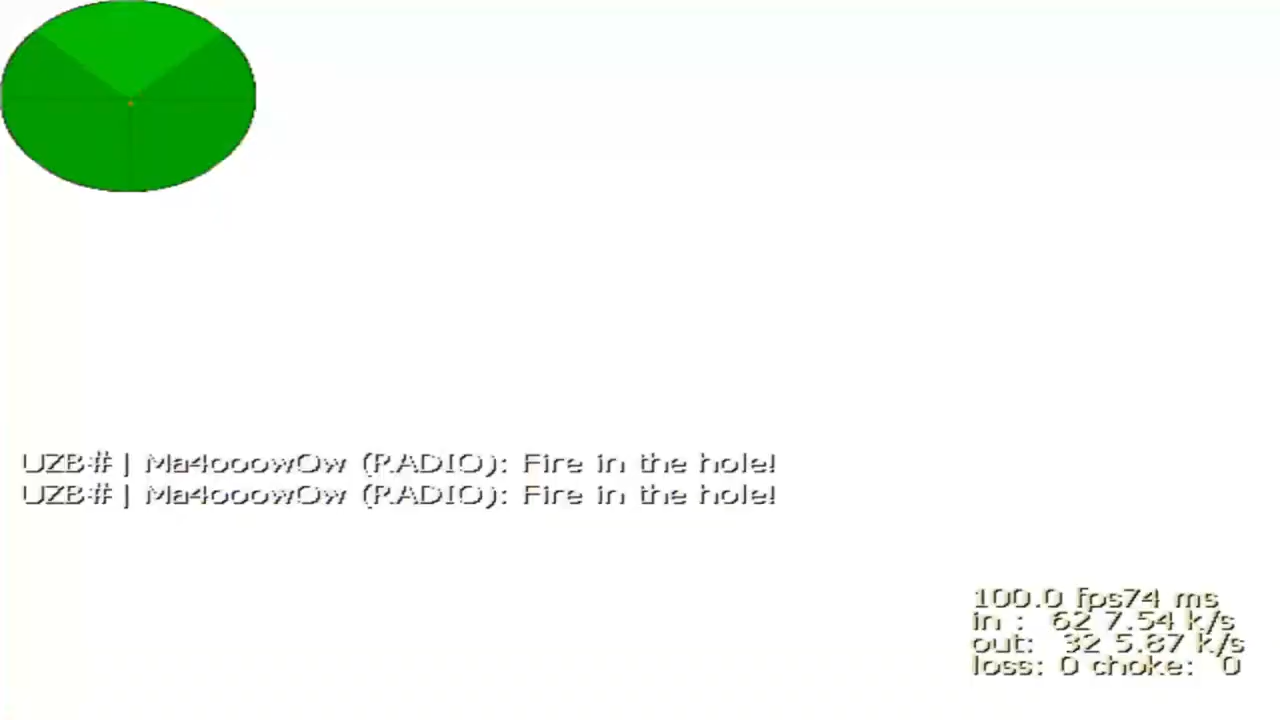 UZB# | Ma4ooowOw (RADIO): Fire in the hole!
UZB# | Ma4ooowOw (RADIO): Fire in the hole!
100.0 fps74 ms
in : 62 7.54 k/s
out: 32 5.87 k/s
loss: 0 choke: 0